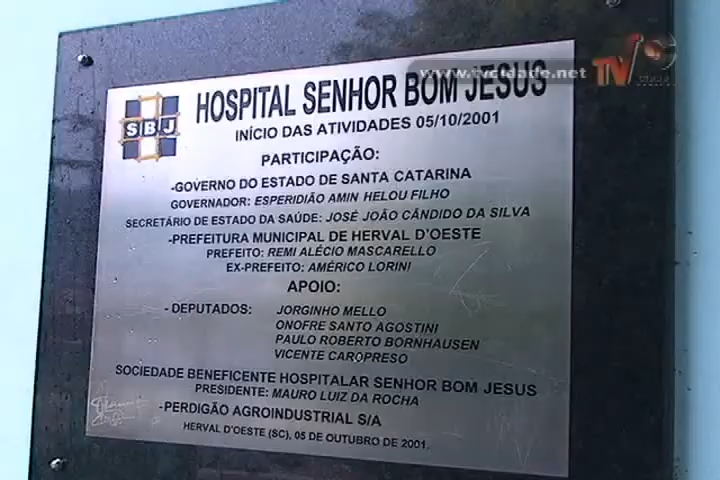 www.tvcidade.net TV
HOSPITAL SENHOR BOM JESUS
SBJ
INÍCIO DAS ATIVIDADES 05/10/2001
PARTICIPAÇÃO:
-GOVERNO DO ESTADO DE SANTA CATARINA
GOVERNADOR: ESPERIDIÃO AMIN HELOU FILHO
SECRETÁRIO DE ESTADO DA SAÚDE: JOSÉ JOÃO CÂNDIDO DA SILVA
-PREFEITURA MUNICIPAL DE HERVAL D'OESTE
PREFEITO: REMI ALÉCIO MASCARELLO
EX-PREFEITO: AMÉRICO LORINI
APOIO:
- DEPUTADOS: JORGINHO MELLO
ONOFRE SANTO AGOSTINI
PAULO ROBERTO BORNHAUSEN
VICENTE CAROPRESO
SOCIEDADE BENEFICENTE HOSPITALAR SENHOR BOM JESUS
PRESIDENTE: MAURO LUIZ DA ROCHA
-PERDIGÃO AGROINDUSTRIAL S/A
HERVAL D'OESTE (SC), 05 DE OUTUBRO DE 2001.